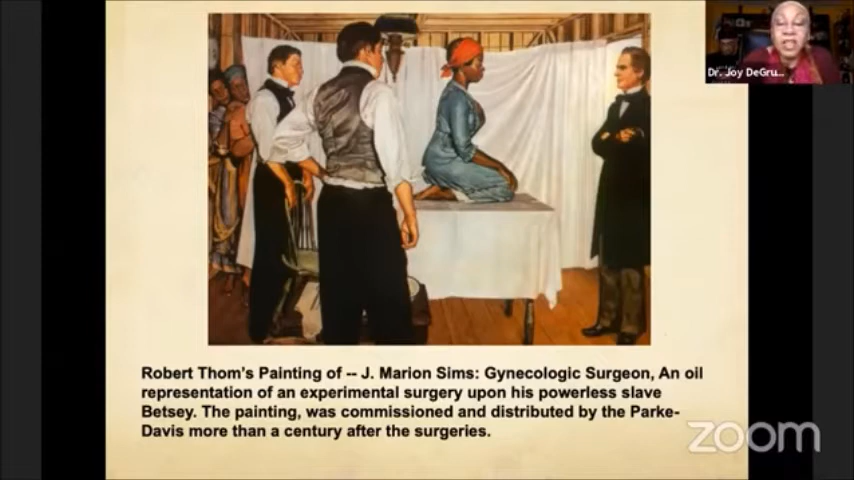 Dr. Joy DeGru...
Robert Thom's Painting of -- J. Marion Sims: Gynecologic Surgeon, An oil
representation of an experimental surgery upon his powerless slave
Betsey. The painting, was commissioned and distributed by the Parke-
Davis more than a century after the surgeries.
zoom